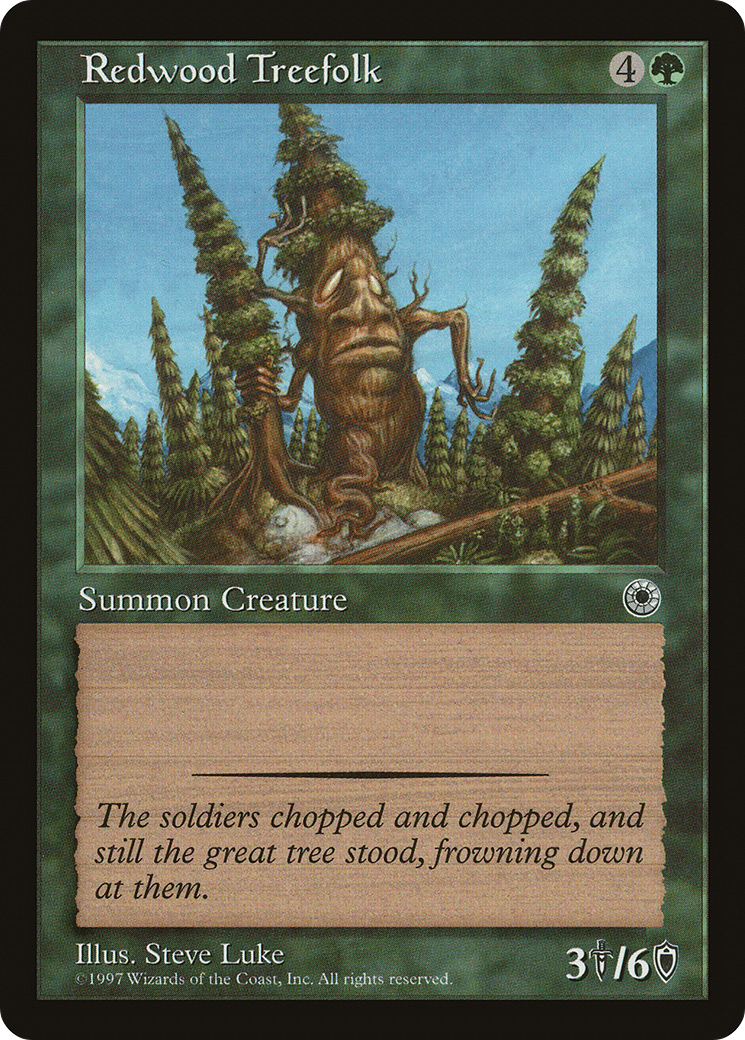 Redwood Treefolk 4
Summon Creature
The soldiers chopped and chopped, and
still the great tree stood, frowning down
at them.
Illus. Steve Luke
©1997 Wizards of the Coast, Inc. All rights reserved.
3/6